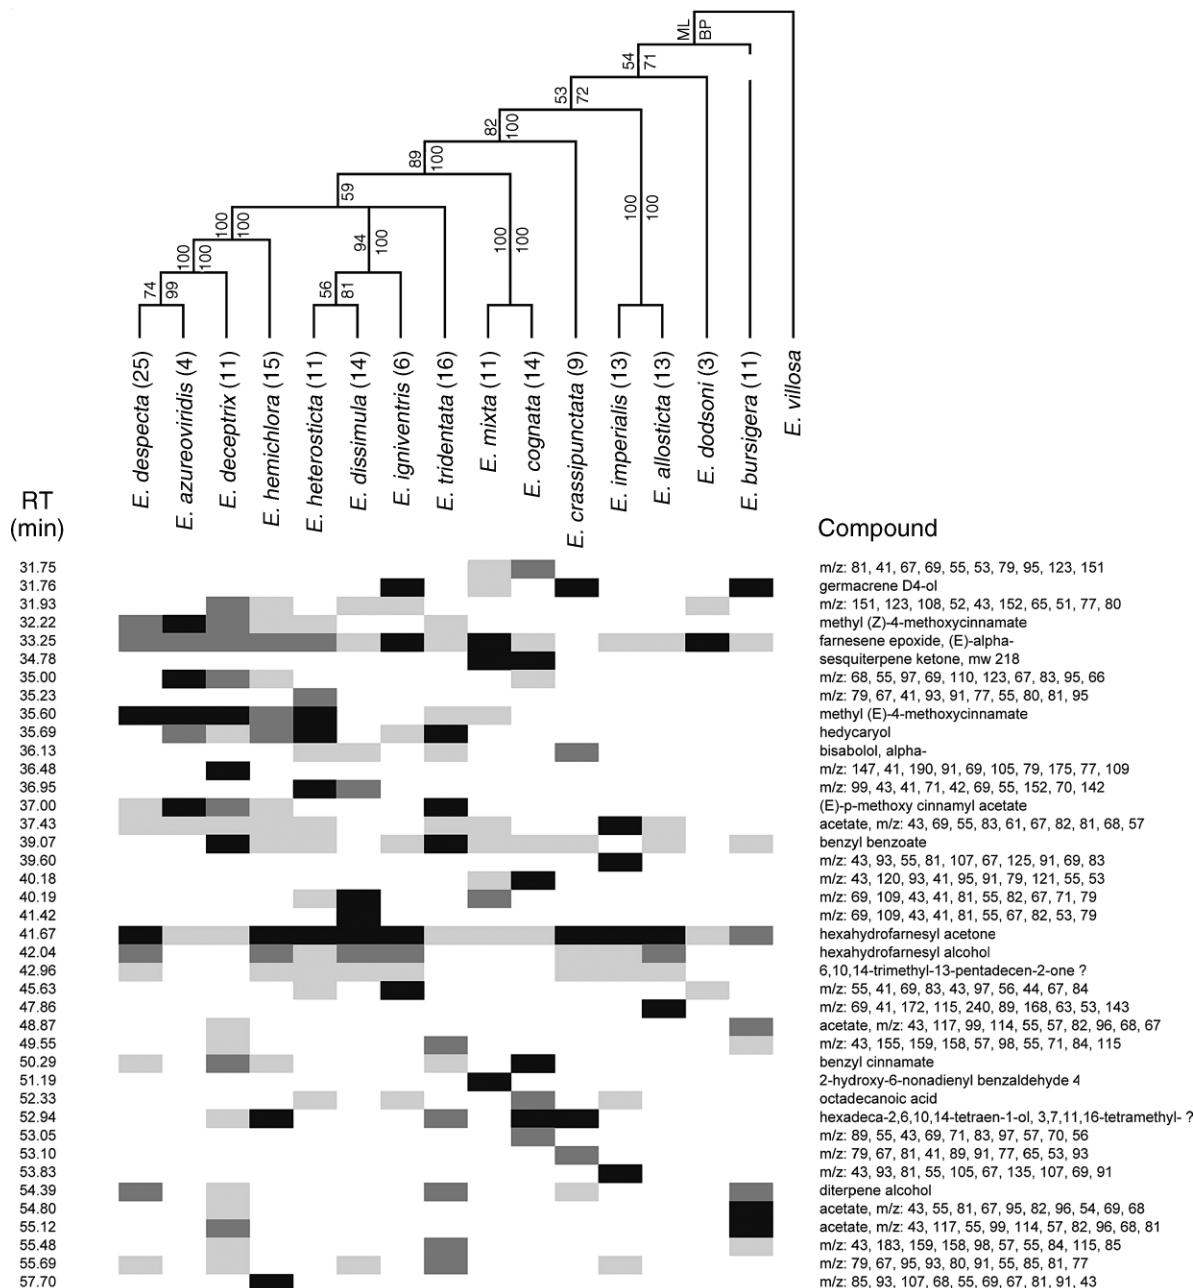 ML
BP
54
71
53
72
82
100
89
100
59
100
100
94
100
100
100
100
100
100
100
74
99
56
81
E. despecta (25)
E. azureoviridis (4)
E. deceptrix (11)
E. hemichlora (15)
E. heterosticta (11)
E. dissimula (14)
E. igniventris (6)
E. tridentata (16)
E. mixta (11)
E. cognata (14)
E. crassipunctata (9)
E. imperialis (13)
E. allosticta (13)
E. dodsoni (3)
E. bursigera (11)
E. villosa
RT
(min)
Compound
31.75 m/z: 81, 41, 67, 69, 55, 53, 79, 95, 123, 151
31.76 germacrene D4-ol
31.93 m/z: 151, 123, 108, 52, 43, 152, 65, 51, 77, 80
32.22 methyl (Z)-4-methoxycinnamate
33.25 farnesene epoxide, (E)-alpha-
34.78 sesquiterpene ketone, mw 218
35.00 m/z: 68, 55, 97, 69, 110, 123, 67, 83, 95, 66
35.23 m/z: 79, 67, 41, 93, 91, 77, 55, 80, 81, 95
35.60 methyl (E)-4-methoxycinnamate
35.69 hedycaryol
36.13 bisabolol, alpha-
36.48 m/z: 147, 41, 190, 91, 69, 105, 79, 175, 77, 109
36.95 m/z: 99, 43, 41, 71, 42, 69, 55, 152, 70, 142
37.00 (E)-p-methoxy cinnamyl acetate
37.43 acetate, m/z: 43, 69, 55, 83, 61, 67, 82, 81, 68, 57
39.07 benzyl benzoate
39.60 m/z: 43, 93, 55, 81, 107, 67, 125, 91, 69, 83
40.18 m/z: 43, 120, 93, 41, 95, 91, 79, 121, 55, 53
40.19 m/z: 69, 109, 43, 41, 81, 55, 82, 67, 71, 79
41.42 m/z: 69, 109, 43, 41, 81, 55, 67, 82, 53, 79
41.67 hexahydrofarnesyl acetone
42.04 hexahydrofarnesyl alcohol
42.96 6,10,14-trimethyl-13-pentadecen-2-one ?
45.63 m/z: 55, 41, 69, 83, 43, 97, 56, 44, 67, 84
47.86 m/z: 69, 41, 172, 115, 240, 89, 168, 63, 53, 143
48.87 acetate, m/z: 43, 117, 99, 114, 55, 57, 82, 96, 68, 67
49.55 m/z: 43, 155, 159, 158, 57, 98, 55, 71, 84, 115
50.29 benzyl cinnamate
51.19 2-hydroxy-6-nonadienyl benzaldehyde 4
52.33 octadecanoic acid
52.94 hexadeca-2,6,10,14-tetraen-1-ol, 3,7,11,16-tetramethyl- ?
53.05 m/z: 89, 55, 43, 69, 71, 83, 97, 57, 70, 56
53.10 m/z: 79, 67, 81, 41, 89, 91, 77, 65, 53, 93
53.83 m/z: 43, 93, 81, 55, 105, 67, 135, 107, 69, 91
54.39 diterpene alcohol
54.80 acetate, m/z: 43, 55, 81, 67, 95, 82, 96, 54, 69, 68
55.12 acetate, m/z: 43, 117, 55, 99, 114, 57, 82, 96, 68, 81
55.48 m/z: 43, 183, 159, 158, 98, 57, 55, 84, 115, 85
55.69 m/z: 79, 67, 95, 93, 80, 91, 55, 85, 81, 77
57.70 m/z: 85, 93, 107, 68, 55, 69, 67, 81, 91, 43